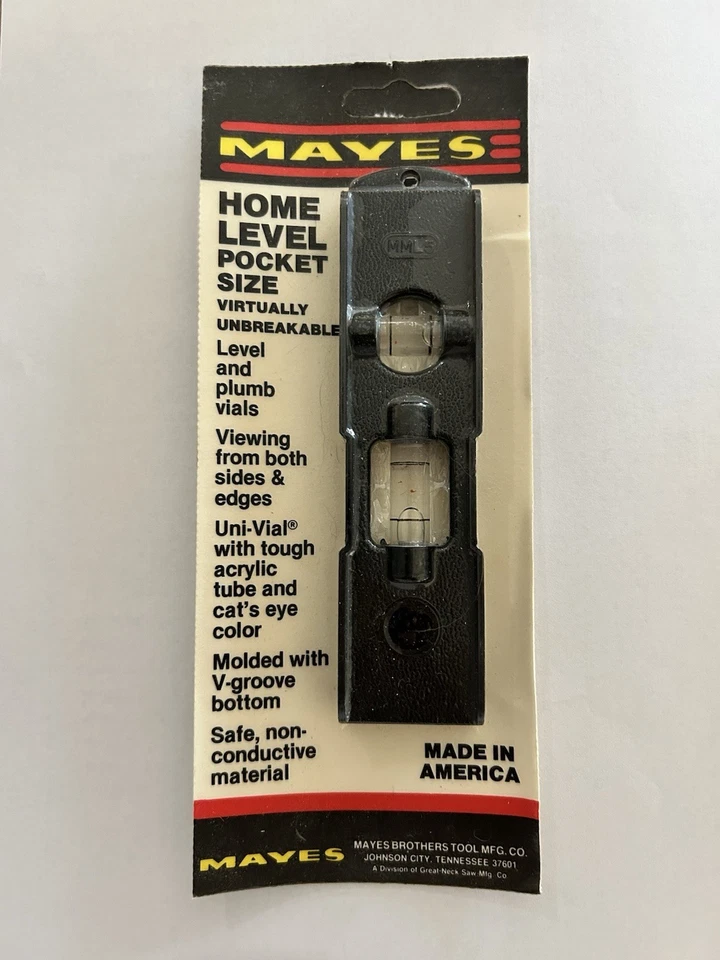 MAYES
HOME
LEVEL
POCKET
SIZE
VIRTUALLY
UNBREAKABLE
Level
and
plumb
vials
Viewing
from both
sides &
edges
Uni-Vial®
with tough
acrylic
tube and
cat's eye
color
Molded with
V-groove
bottom
Safe, non-
conductive
material
MADE IN
AMERICA
MAYES
MAYES BROTHERS TOOL MFG. CO.
JOHNSON CITY, TENNESSEE 37601
A Division of Great-Neck Saw Mfg. Co